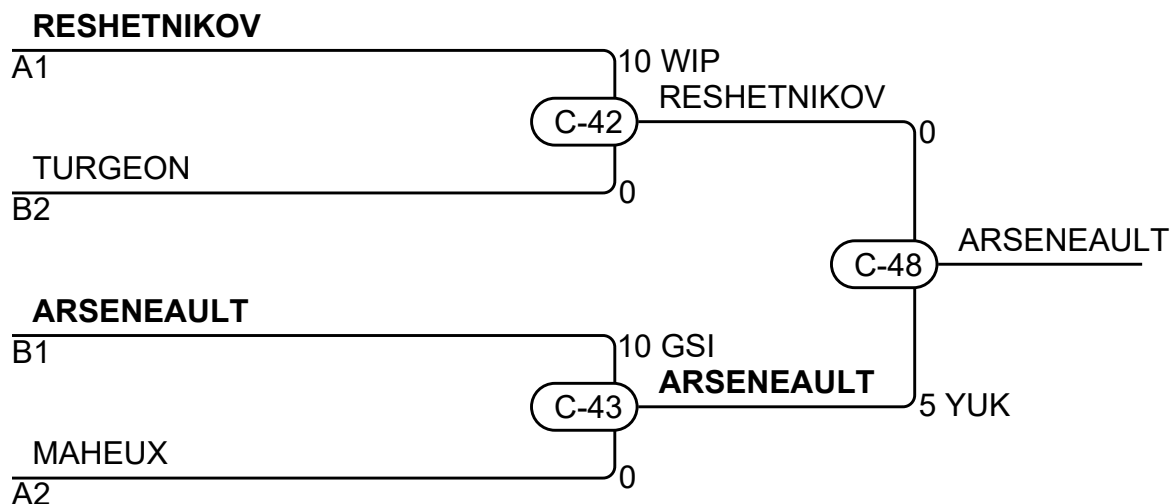 RESHETNIKOV
A1
10 WIP
RESHETNIKOV
C-42
0
TURGEON
B2
0
ARSENEAULT
C-48
ARSENEAULT
B1
10 GSI
ARSENEAULT
C-43
5 YUK
MAHEUX
A2
0